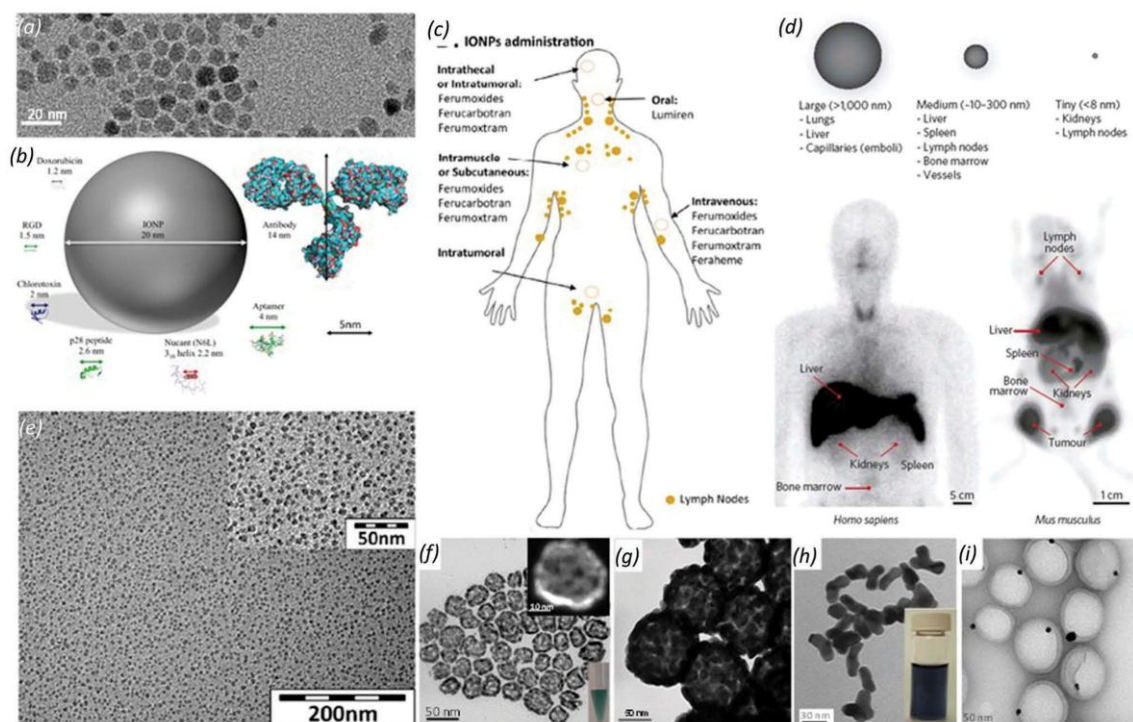 (a)
20 nm
(b)
Doxorubicin
1.2 nm
RGD
1.5 nm
Chlorotoxin
2 nm
p28 peptide
2.6 nm
Nucant (N6L)
3₁₀ helix 2.2 nm
IONP
20 nm
Antibody
14 nm
Aptamer
4 nm
5nm
(c)
IONPs administration
Intrathecal
or Intratumoral:
Ferumoxides
Ferucarbotran
Ferumoxtram
Oral:
Lumiren
Intramuscle
or Subcutaneous:
Ferumoxides
Ferucarbotran
Ferumoxtram
Intravenous:
Ferumoxides
Ferucarbotran
Ferumoxtram
Feraheme
Intratumoral
Lymph Nodes
(d)
Large (>1,000 nm)
- Lungs
- Liver
- Capillaries (emboli)
Medium (~10–300 nm)
- Liver
- Spleen
- Lymph nodes
- Bone marrow
- Vessels
Tiny (<8 nm)
- Kidneys
- Lymph nodes
Liver
Kidneys
Spleen
Bone marrow
5 cm
Homo sapiens
Lymph
nodes
Liver
Spleen
Bone
marrow
Kidneys
Tumour
1 cm
Mus musculus
(e)
50nm
200nm
(f)
10 nm
50 nm
(g)
50 nm
(h)
30 nm
(i)
50 nm